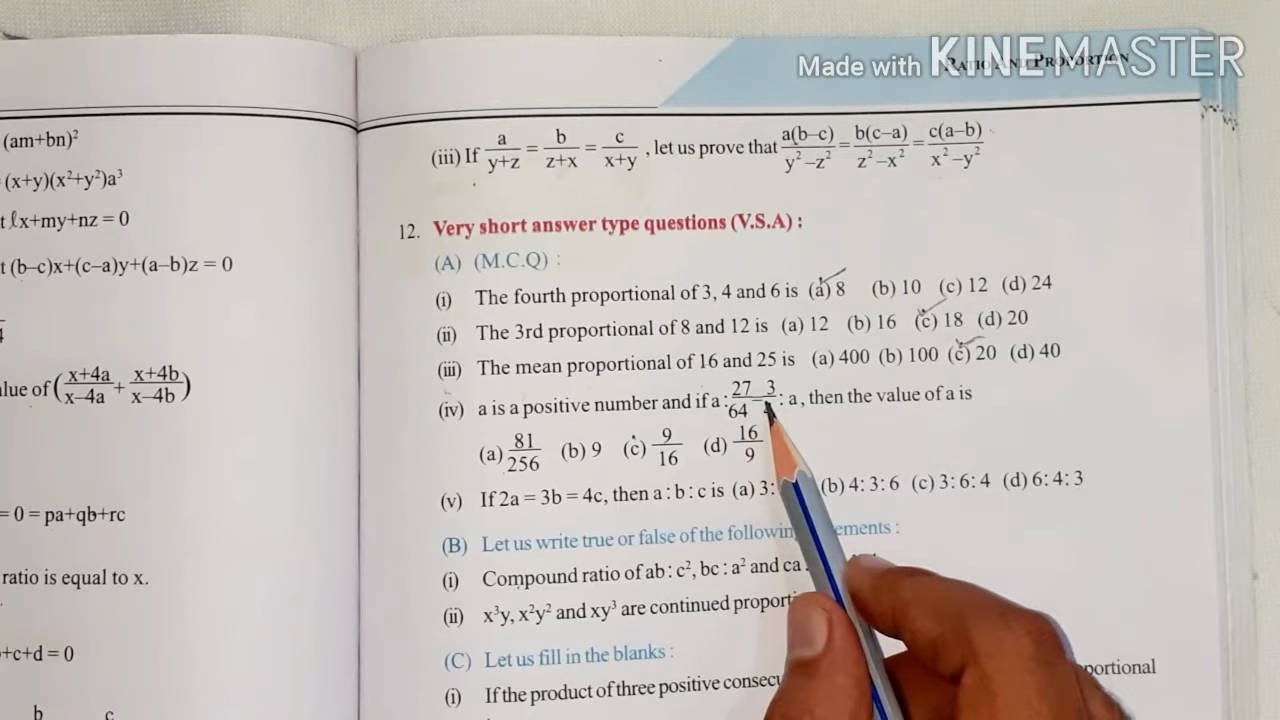 Made with KINEMASTER
RATIO AND PROPORTION
(am+bn)²
(x+y)(x²+y²)a³
t ℓx+my+nz = 0
t (b–c)x+(c–a)y+(a–b)z = 0
lue of (x+4a/x–4a + x+4b/x–4b)
= 0 = pa+qb+rc
ratio is equal to x.
+c+d = 0
b c
(iii) If a/y+z = b/z+x = c/x+y , let us prove that a(b–c)/y²–z² = b(c–a)/z²–x² = c(a–b)/x²–y²
12. Very short answer type questions (V.S.A) :
(A) (M.C.Q) :
(i) The fourth proportional of 3, 4 and 6 is (a) 8 (b) 10 (c) 12 (d) 24
(ii) The 3rd proportional of 8 and 12 is (a) 12 (b) 16 (c) 18 (d) 20
(iii) The mean proportional of 16 and 25 is (a) 400 (b) 100 (c) 20 (d) 40
(iv) a is a positive number and if a : 27/64 = 3/ : a, then the value of a is
(a) 81/256 (b) 9 (c) 9/16 (d) 16/9
(v) If 2a = 3b = 4c, then a : b : c is (a) 3: (b) 4: 3: 6 (c) 3: 6: 4 (d) 6: 4: 3
(B) Let us write true or false of the following :
(i) Compound ratio of ab : c², bc : a² and ca
(ii) x³y, x²y² and xy³ are continued
(C) Let us fill in the blanks :
(i) If the product of three positive